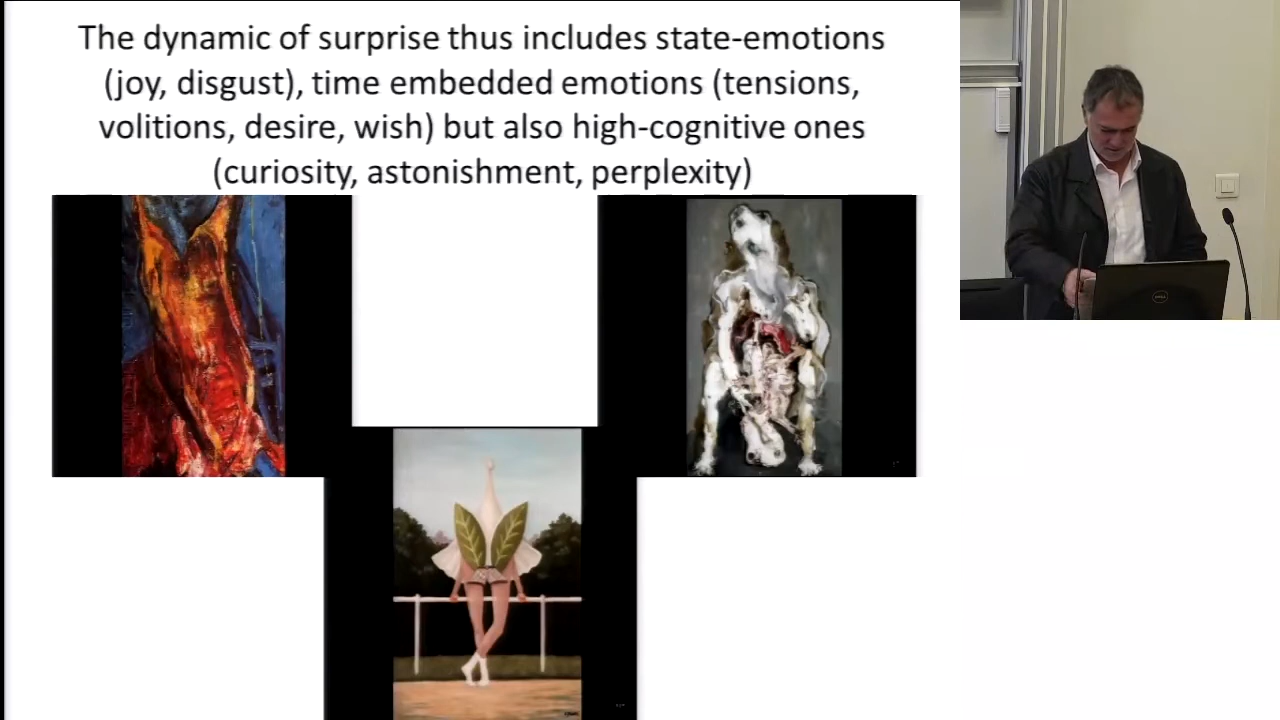 The dynamic of surprise thus includes state-emotions
(joy, disgust), time embedded emotions (tensions,
volitions, desire, wish) but also high-cognitive ones
(curiosity, astonishment, perplexity)
DELL